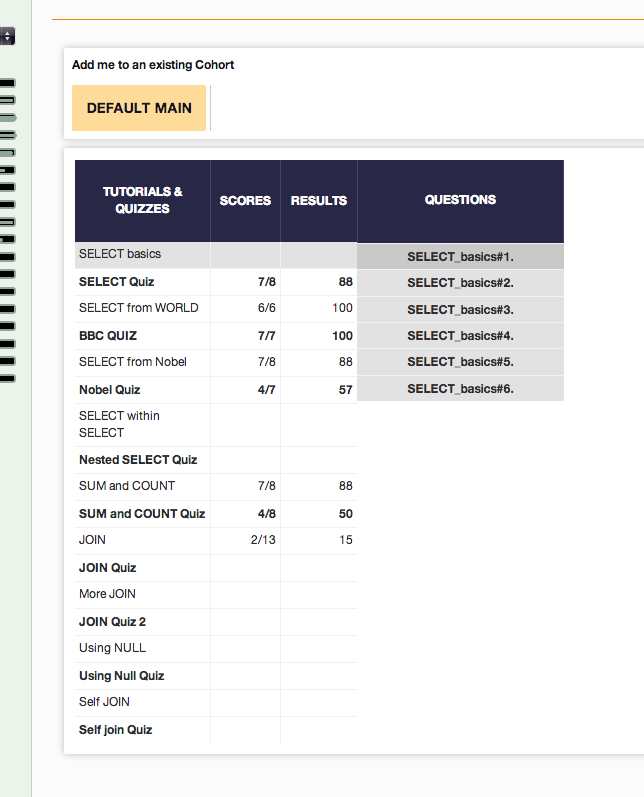 Add me to an existing Cohort
DEFAULT MAIN
TUTORIALS &
QUIZZES
SCORES
RESULTS
QUESTIONS
SELECT basics
SELECT_basics#1.
SELECT Quiz 7/8 88
SELECT_basics#2.
SELECT from WORLD 6/6 100
SELECT_basics#3.
BBC QUIZ 7/7 100
SELECT_basics#4.
SELECT from Nobel 7/8 88
SELECT_basics#5.
Nobel Quiz 4/7 57
SELECT_basics#6.
SELECT within
SELECT
Nested SELECT Quiz
SUM and COUNT 7/8 88
SUM and COUNT Quiz 4/8 50
JOIN 2/13 15
JOIN Quiz
More JOIN
JOIN Quiz 2
Using NULL
Using Null Quiz
Self JOIN
Self join Quiz